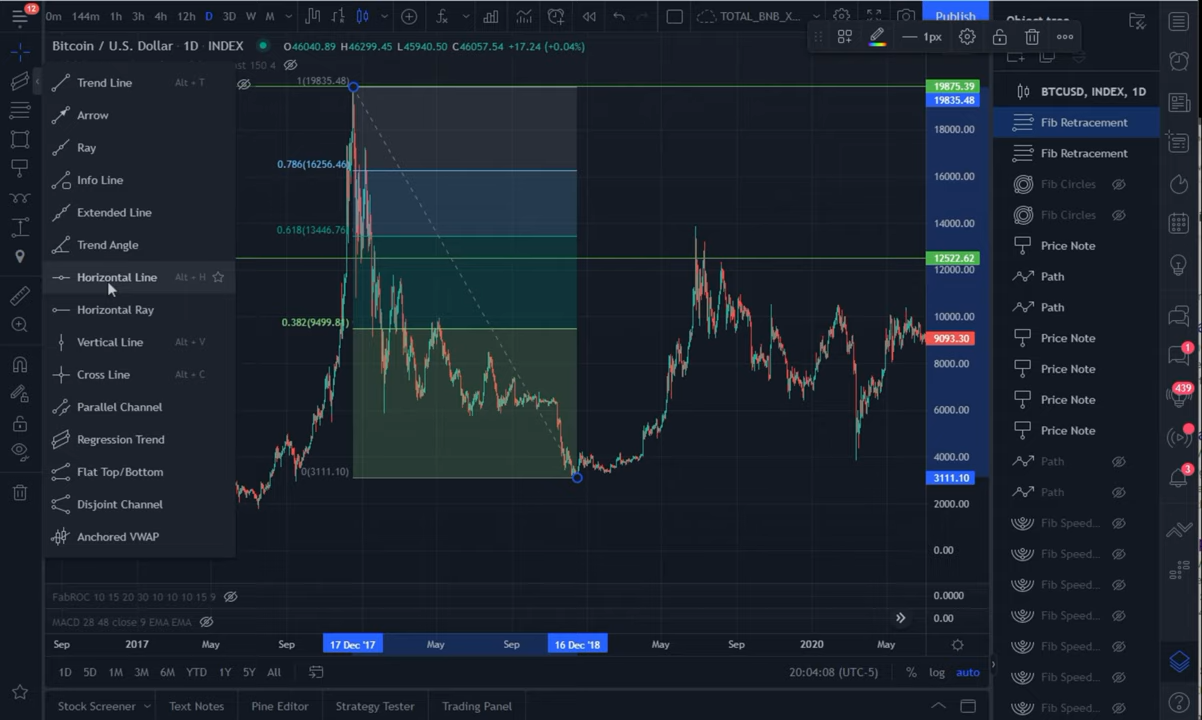 12
0m 144m 1h 3h 4h 12h D 3D W M TOTAL_BNB_X... Publish
Object tree
Bitcoin / U.S. Dollar · 1D · INDEX O46040.89 H46299.45 L45940.50 C46057.54 +17.24 (+0.04%)
1px
150 4
Trend Line Alt + T
Arrow
Ray
Info Line
Extended Line
Trend Angle
Horizontal Line Alt + H
Horizontal Ray
Vertical Line Alt + V
Cross Line Alt + C
Parallel Channel
Regression Trend
Flat Top/Bottom
Disjoint Channel
Anchored VWAP
1(19835.48)
0.786(16256.46)
0.618(13446.76)
0.382(9499.81)
0(3111.10)
19875.39
19835.48
18000.00
16000.00
14000.00
12522.62
12000.00
10000.00
9093.30
8000.00
6000.00
4000.00
3111.10
2000.00
0.00
0.0000
0.00
BTCUSD, INDEX, 1D
Fib Retracement
Fib Retracement
Fib Circles
Fib Circles
Price Note
Path
Path
Price Note
Price Note
Price Note
Price Note
Path
Path
Fib Speed...
Fib Speed...
Fib Speed...
Fib Speed...
Fib Speed...
Fib Speed...
Fib Speed...
1
439
3
FabROC 10 15 20 30 10 10 10 15 9
MACD 28 48 close 9 EMA EMA
Sep 2017 May Sep 17 Dec '17 May Sep 16 Dec '18 May Sep 2020 May
1D 5D 1M 3M 6M YTD 1Y 5Y All 20:04:08 (UTC-5) % log auto
Stock Screener Text Notes Pine Editor Strategy Tester Trading Panel